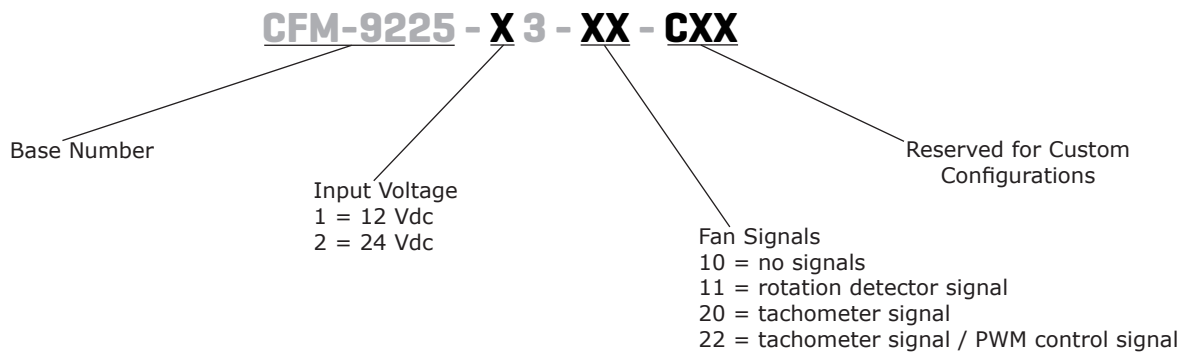 CFM-9225 - X 3 - XX - CXX
Base Number
Input Voltage
1 = 12 Vdc
2 = 24 Vdc
Fan Signals
10 = no signals
11 = rotation detector signal
20 = tachometer signal
22 = tachometer signal / PWM control signal
Reserved for Custom
Configurations